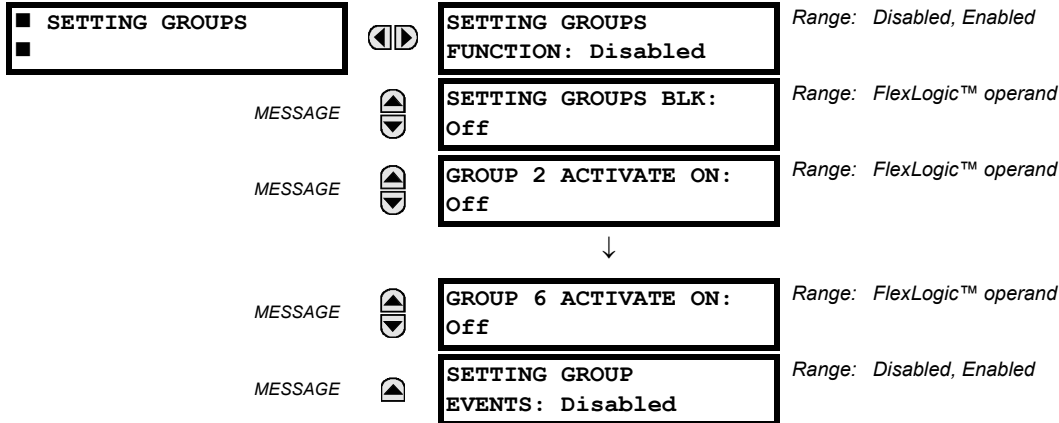 ■ SETTING GROUPS
■
SETTING GROUPS
FUNCTION: Disabled
Range: Disabled, Enabled
MESSAGE
SETTING GROUPS BLK:
Off
Range: FlexLogic™ operand
MESSAGE
GROUP 2 ACTIVATE ON:
Off
Range: FlexLogic™ operand
↓
MESSAGE
GROUP 6 ACTIVATE ON:
Off
Range: FlexLogic™ operand
MESSAGE
SETTING GROUP
EVENTS: Disabled
Range: Disabled, Enabled